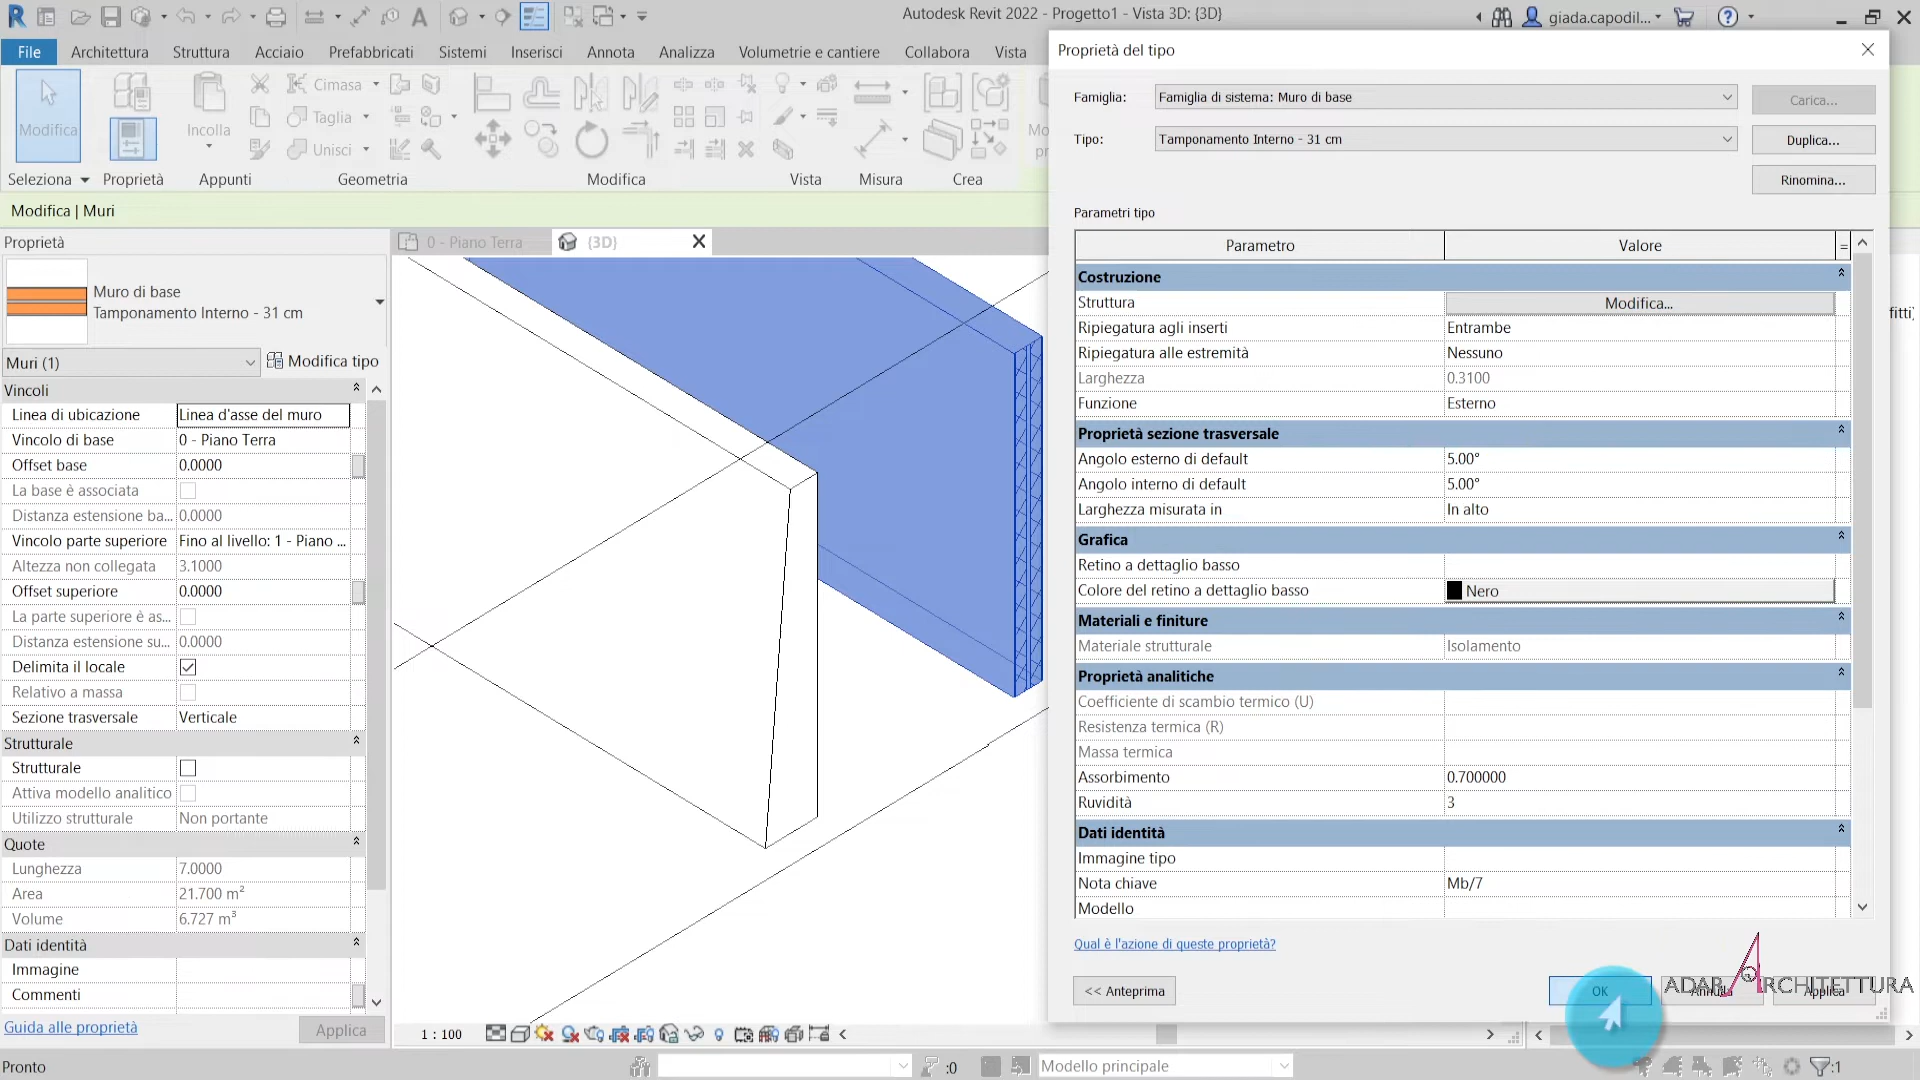 Autodesk Revit 2022 - Progetto1 - Vista 3D: {3D}
giada.capodil...
File
Architettura
Struttura
Acciaio
Prefabbricati
Sistemi
Inserisci
Annota
Analizza
Volumetrie e cantiere
Collabora
Vista
Modifica
Incolla
Cimasa
Taglia
Unisci
Seleziona
Proprietà
Appunti
Geometria
Modifica
Vista
Misura
Crea
Modifica | Muri
Proprietà
Muro di base
Tamponamento Interno - 31 cm
Muri (1)
Modifica tipo
Vincoli
Linea di ubicazione Linea d'asse del muro
Vincolo di base 0 - Piano Terra
Offset base 0.0000
La base è associata
Distanza estensione ba... 0.0000
Vincolo parte superiore Fino al livello: 1 - Piano ...
Altezza non collegata 3.1000
Offset superiore 0.0000
La parte superiore è as...
Distanza estensione su... 0.0000
Delimita il locale
Relativo a massa
Sezione trasversale Verticale
Strutturale
Strutturale
Attiva modello analitico
Utilizzo strutturale Non portante
Quote
Lunghezza 7.0000
Area 21.700 m²
Volume 6.727 m³
Dati identità
Immagine
Commenti
Guida alle proprietà
Applica
Pronto
0 - Piano Terra
{3D}
1 : 100
:0
Modello principale
:1
fitti)
Proprietà del tipo
Famiglia: Famiglia di sistema: Muro di base
Carica...
Tipo: Tamponamento Interno - 31 cm
Duplica...
Rinomina...
Parametri tipo
Parametro Valore =
Costruzione
Struttura Modifica...
Ripiegatura agli inserti Entrambe
Ripiegatura alle estremità Nessuno
Larghezza 0.3100
Funzione Esterno
Proprietà sezione trasversale
Angolo esterno di default 5.00°
Angolo interno di default 5.00°
Larghezza misurata in In alto
Grafica
Retino a dettaglio basso
Colore del retino a dettaglio basso Nero
Materiali e finiture
Materiale strutturale Isolamento
Proprietà analitiche
Coefficiente di scambio termico (U)
Resistenza termica (R)
Massa termica
Assorbimento 0.700000
Ruvidità 3
Dati identità
Immagine tipo
Nota chiave Mb/7
Modello
Qual è l'azione di queste proprietà?
<< Anteprima
OK
Annulla
Applica
ADAR ARCHITETTURA